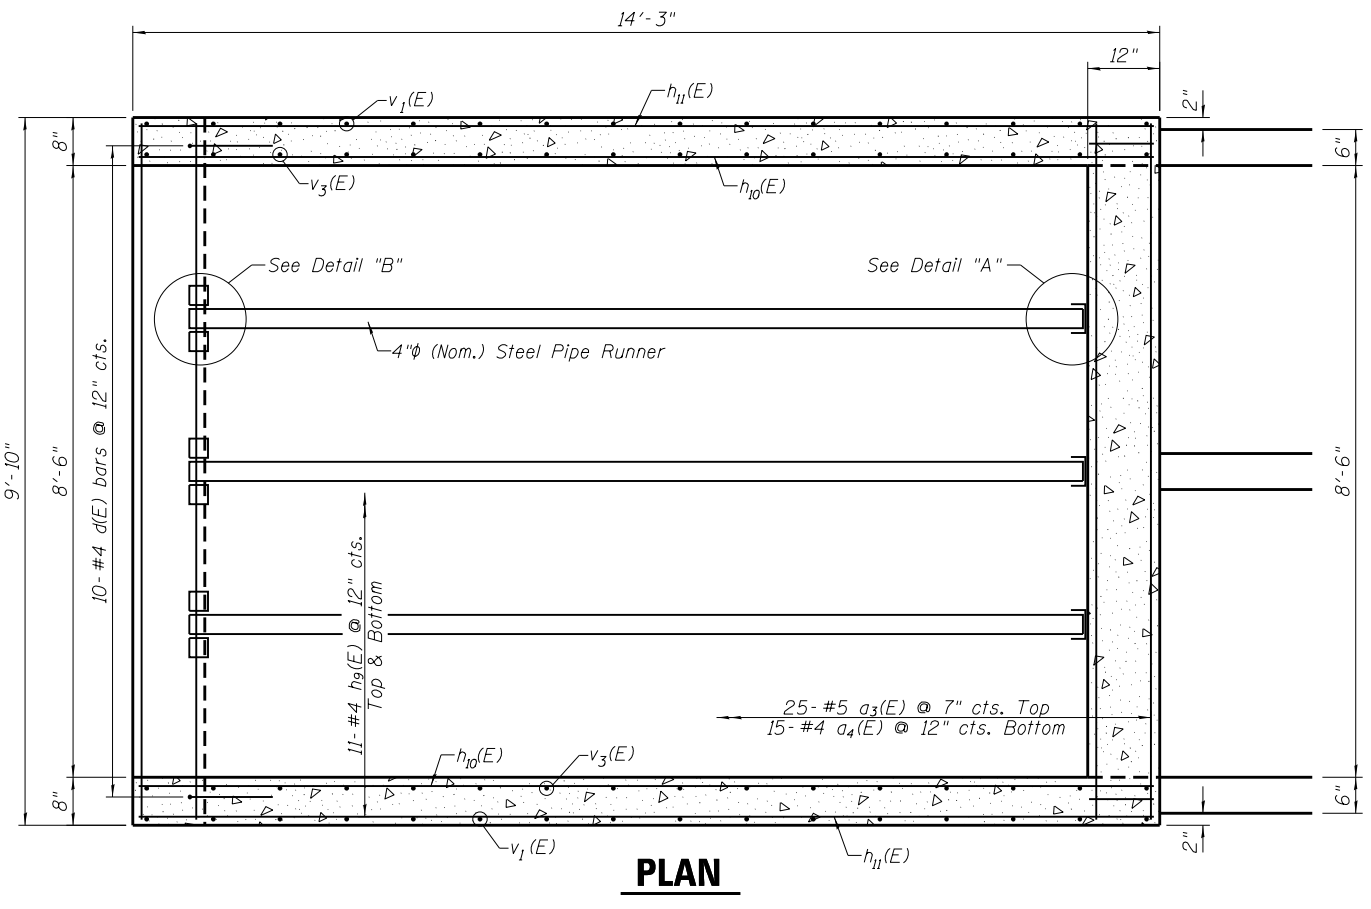 14'-3"
12"
v1(E)
h11(E)
2"
8"
6"
v3(E)
h10(E)
See Detail "B"
See Detail "A"
4"ϕ (Nom.) Steel Pipe Runner
9'-10"
8'-6"
10-#4 d(E) bars @ 12" cts.
8'-6"
11-#4 h9(E) @ 12" cts.
Top & Bottom
25-#5 a3(E) @ 7" cts. Top
15-#4 a4(E) @ 12" cts. Bottom
h10(E)
v3(E)
8"
6"
2"
v1(E)
h11(E)
PLAN